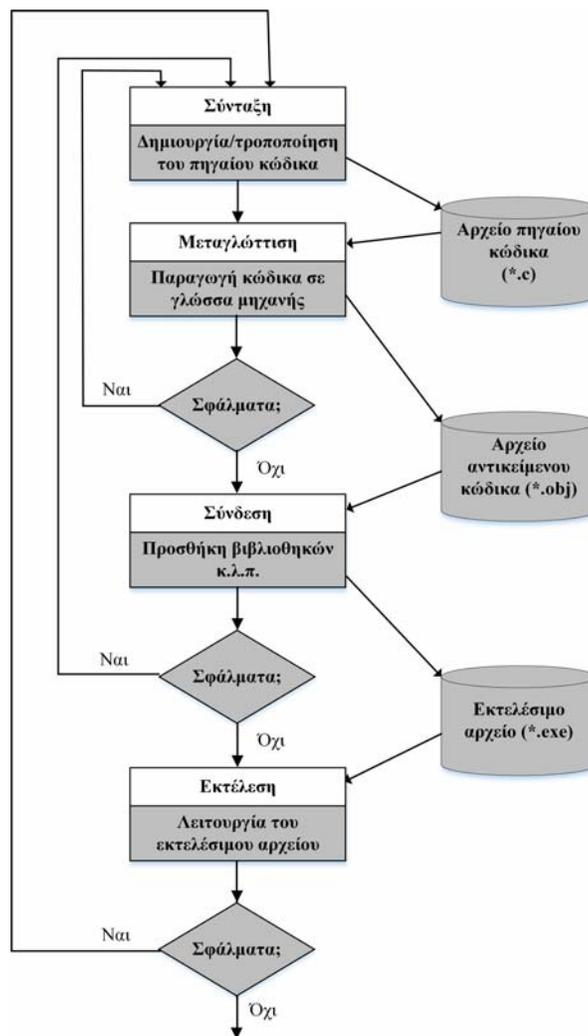 Σύνταξη
Δημιουργία/τροποποίηση
του πηγαίου κώδικα
Αρχείο πηγαίου
κώδικα
(*.c)
Μεταγλώττιση
Παραγωγή κώδικα σε
γλώσσα μηχανής
Ναι
Σφάλματα;
Όχι
Αρχείο
αντικείμενου
κώδικα (*.obj)
Σύνδεση
Προσθήκη βιβλιοθηκών
κ.λ.π.
Ναι
Σφάλματα;
Όχι
Εκτελέσιμο
αρχείο (*.exe)
Εκτέλεση
Λειτουργία του
εκτελέσιμου αρχείου
Ναι
Σφάλματα;
Όχι